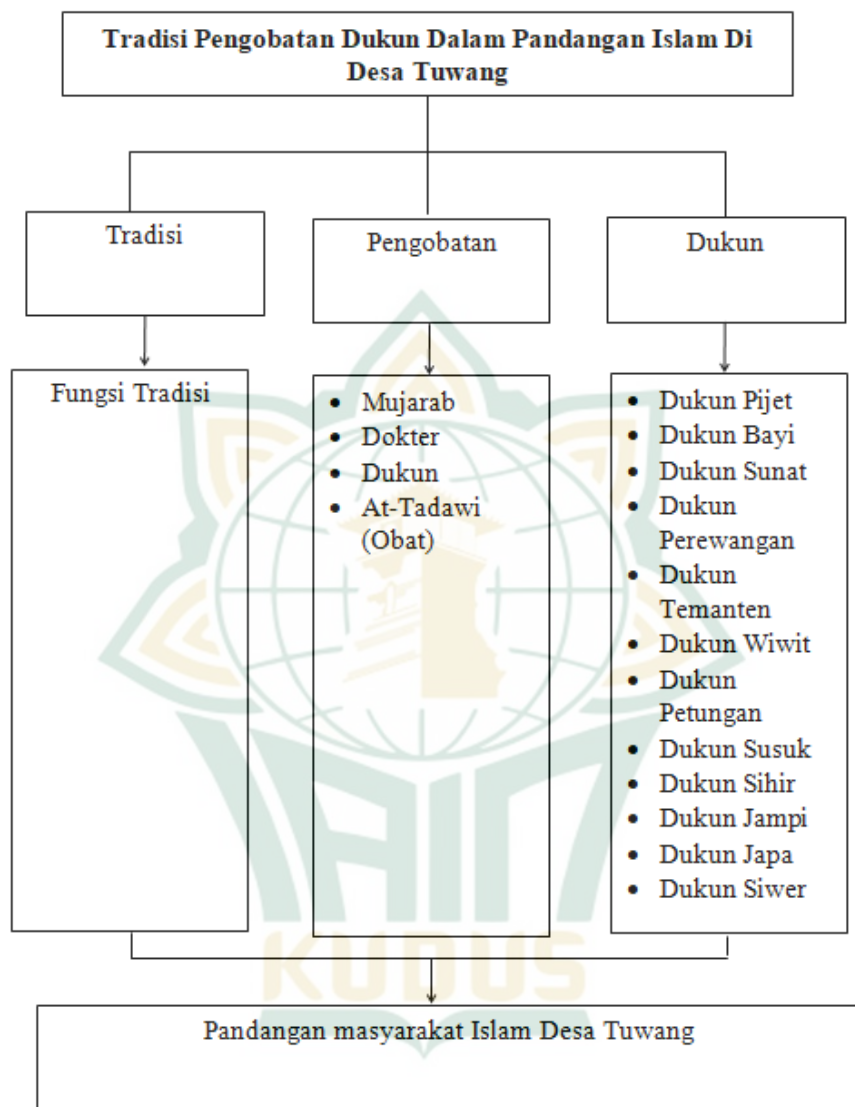 Tradisi Pengobatan Dukun Dalam Pandangan Islam Di
Desa Tuwang
Tradisi
Pengobatan
Dukun
Fungsi Tradisi
• Mujarab
• Dokter
• Dukun
• At-Tadawi
(Obat)
• Dukun Pijet
• Dukun Bayi
• Dukun Sunat
• Dukun
Perewangan
• Dukun
Temanten
• Dukun Wiwit
• Dukun
Petungan
• Dukun Susuk
• Dukun Sihir
• Dukun Jampi
• Dukun Japa
• Dukun Siwer
IAIN
KUDUS
Pandangan masyarakat Islam Desa Tuwang